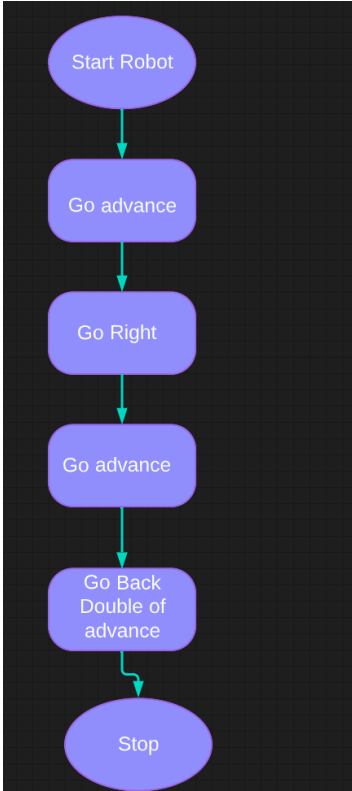 Start Robot
Go advance
Go Right
Go advance
Go Back
Double of
advance
Stop